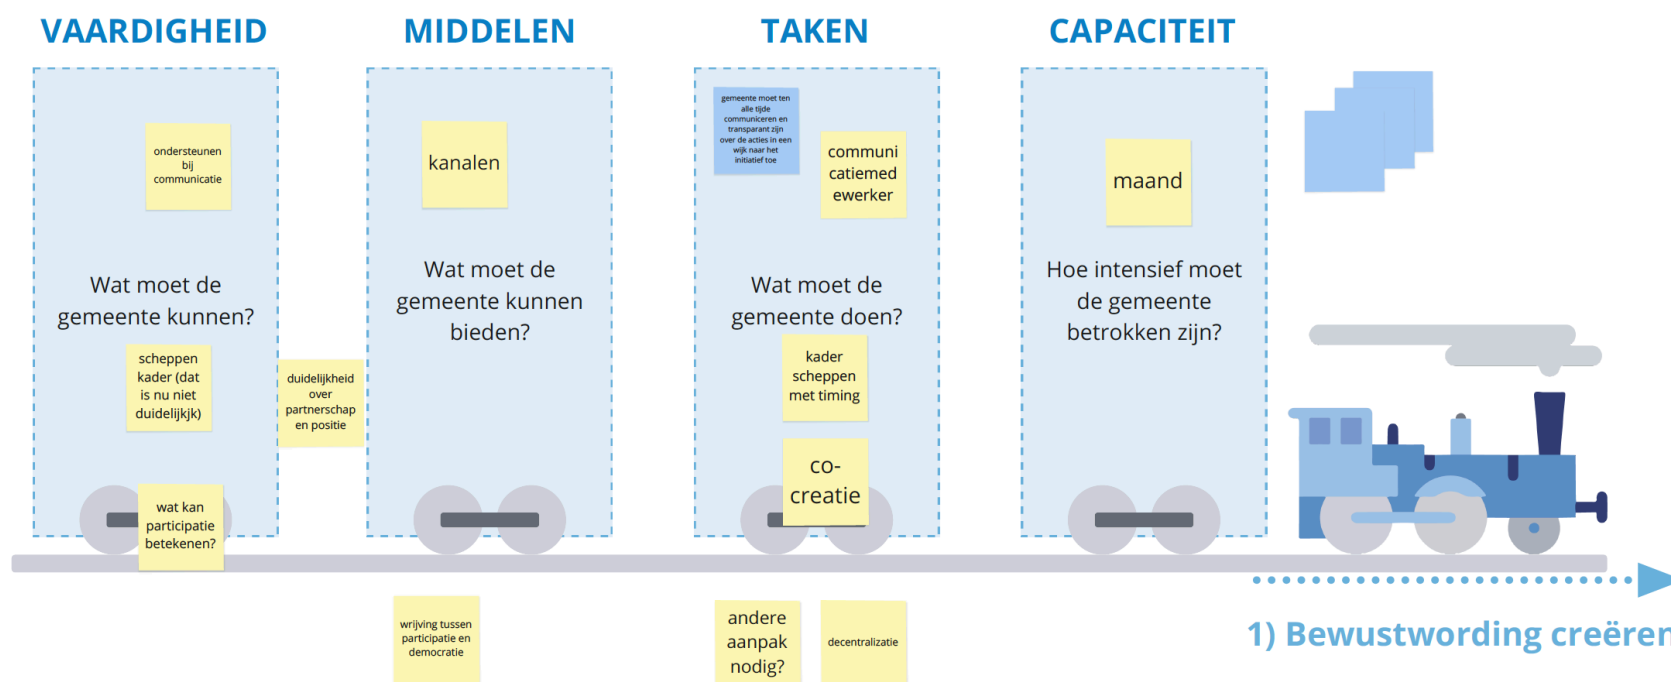 VAARDIGHEID
ondersteunen
bij
communicatie
Wat moet de
gemeente kunnen?
scheppen
kader (dat
is nu niet
duidelijkjk)
wat kan
participatie
betekenen?
duidelijkheid
over
partnerschap
en positie
MIDDELEN
kanalen
Wat moet de
gemeente kunnen
bieden?
wrijving tussen
participatie en
democratie
TAKEN
gemeente moet ten
alle tijde
communiceren en
transparant zijn
over de acties in een
wijk naar het
initiatief toe
communi
catiemed
ewerker
Wat moet de
gemeente doen?
kader
scheppen
met timing
co-
creatie
andere
aanpak
nodig?
decentralizatie
CAPACITEIT
maand
Hoe intensief moet
de gemeente
betrokken zijn?
1) Bewustwording creëren